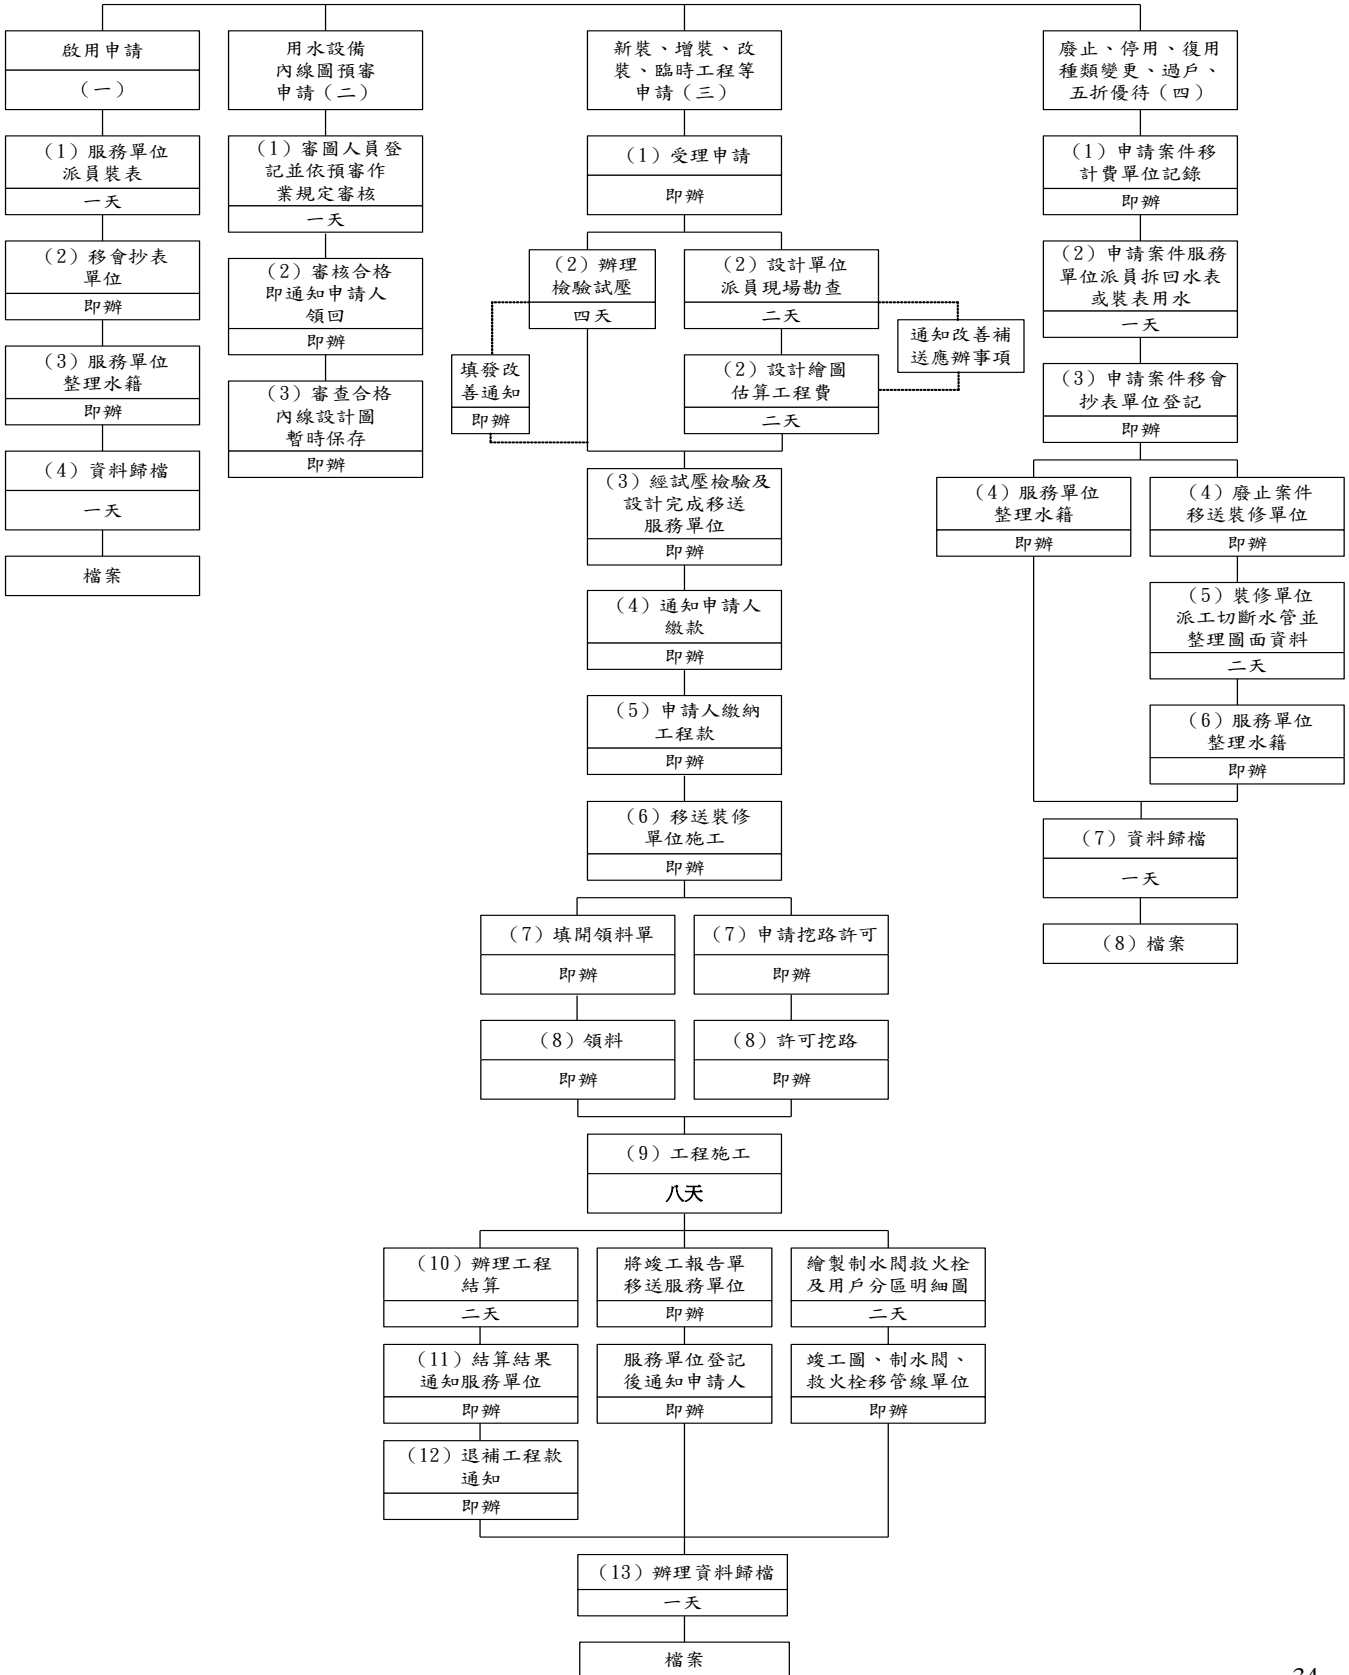 啟用申請
(一)
(1)服務單位
派員裝表
一天
(2)移會抄表
單位
即辦
(3)服務單位
整理水籍
即辦
(4)資料歸檔
一天
檔案
用水設備
內線圖預審
申請(二)
(1)審圖人員登
記並依預審作
業規定審核
一天
(2)審核合格
即通知申請人
領回
即辦
(3)審查合格
內線設計圖
暫時保存
即辦
新裝、增裝、改
裝、臨時工程等
申請(三)
(1)受理申請
即辦
(2)辦理
檢驗試壓
四天
填發改
善通知
即辦
(2)設計單位
派員現場勘查
二天
通知改善補
送應辦事項
(2)設計繪圖
估算工程費
二天
(3)經試壓檢驗及
設計完成移送
服務單位
即辦
(4)通知申請人
繳款
即辦
(5)申請人繳納
工程款
即辦
(6)移送裝修
單位施工
即辦
(7)填開領料單
即辦
(7)申請挖路許可
即辦
(8)領料
即辦
(8)許可挖路
即辦
(9)工程施工
八天
(10)辦理工程
結算
二天
(11)結算結果
通知服務單位
即辦
(12)退補工程款
通知
即辦
將竣工報告單
移送服務單位
即辦
服務單位登記
後通知申請人
即辦
繪製制水閥救火栓
及用戶分區明細圖
二天
竣工圖、制水閥、
救火栓移管線單位
即辦
(13)辦理資料歸檔
一天
檔案
廢止、停用、復用
種類變更、過戶、
五折優待(四)
(1)申請案件移
計費單位記錄
即辦
(2)申請案件服務
單位派員拆回水表
或裝表用水
一天
(3)申請案件移會
抄表單位登記
即辦
(4)服務單位
整理水籍
即辦
(4)廢止案件
移送裝修單位
即辦
(5)裝修單位
派工切斷水管並
整理圖面資料
二天
(6)服務單位
整理水籍
即辦
(7)資料歸檔
一天
(8)檔案